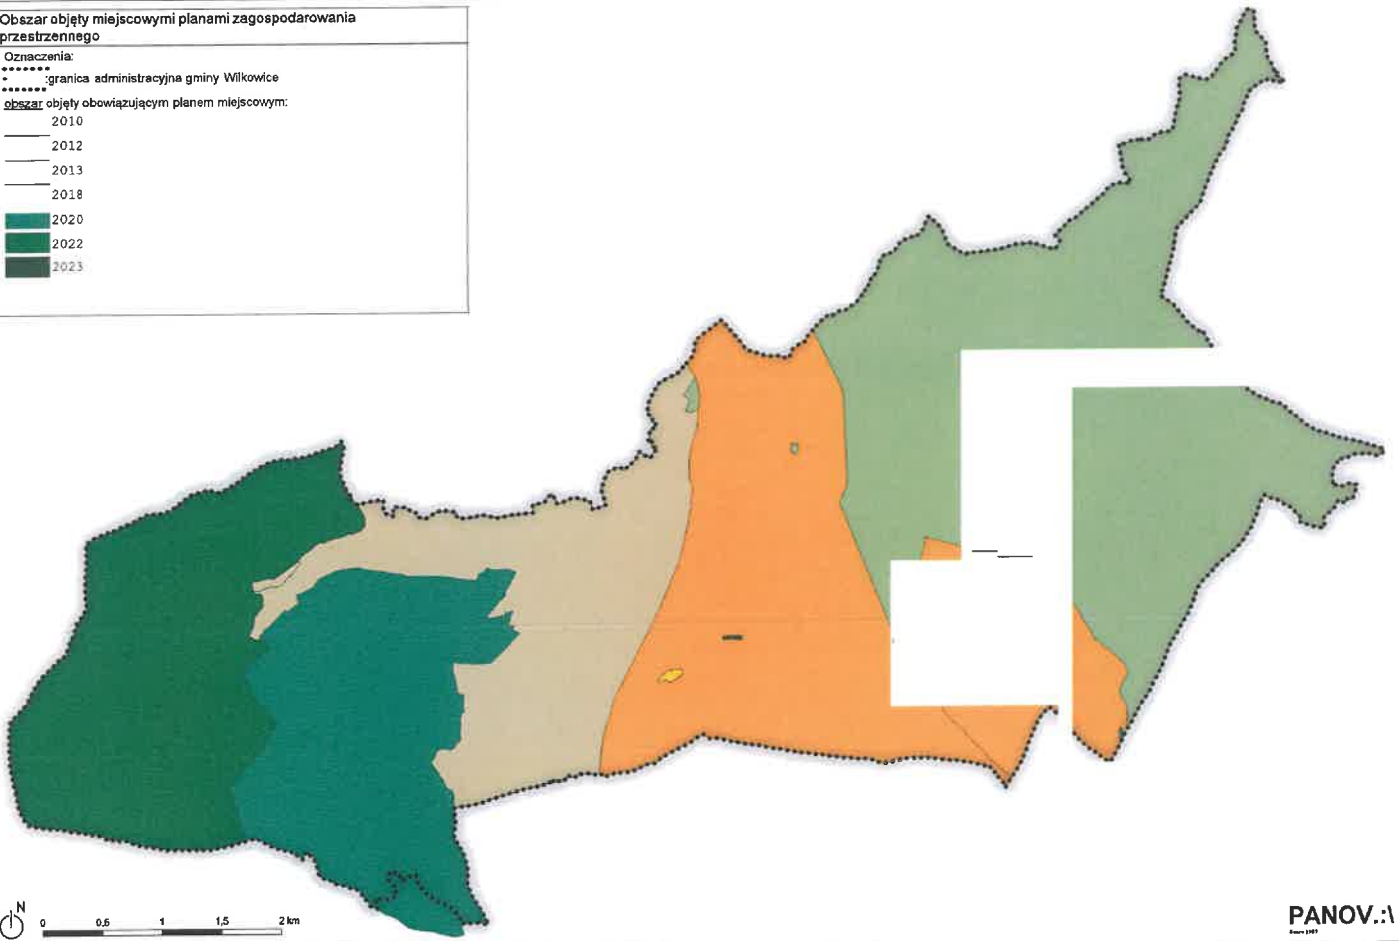 Obszar objęty miejscowymi planami zagospodarowania
przestrzennego
Oznaczenia:
granica administracyjna gminy Wilkowice
obszar objęty obowiązującym planem miejscowym:
2010
2012
2013
2018
2020
2022
2023
N
0 0.5 1 1,5 2 km
PANOV.:\